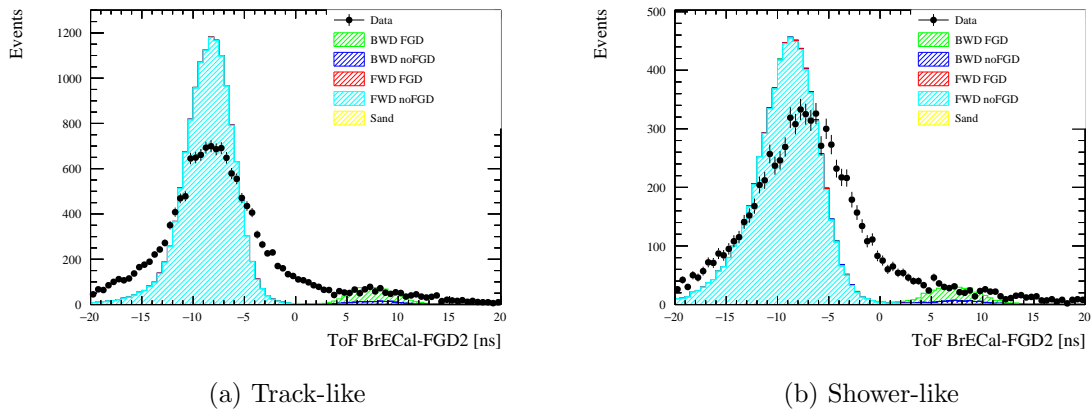 Events
1200
1000
800
600
400
200
0
−20 −15 −10 −5 0 5 10 15 20
ToF BrECal-FGD2 [ns]
Data
BWD FGD
BWD noFGD
FWD FGD
FWD noFGD
Sand
(a) Track-like
Events
500
400
300
200
100
0
−20 −15 −10 −5 0 5 10 15 20
ToF BrECal-FGD2 [ns]
Data
BWD FGD
BWD noFGD
FWD FGD
FWD noFGD
Sand
(b) Shower-like